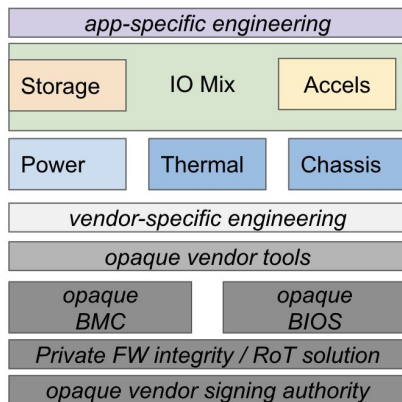 app-specific engineering
Storage IO Mix Accels
Power Thermal Chassis
vendor-specific engineering
opaque vendor tools
opaque opaque
BMC BIOS
Private FW integrity / RoT solution
opaque vendor signing authority